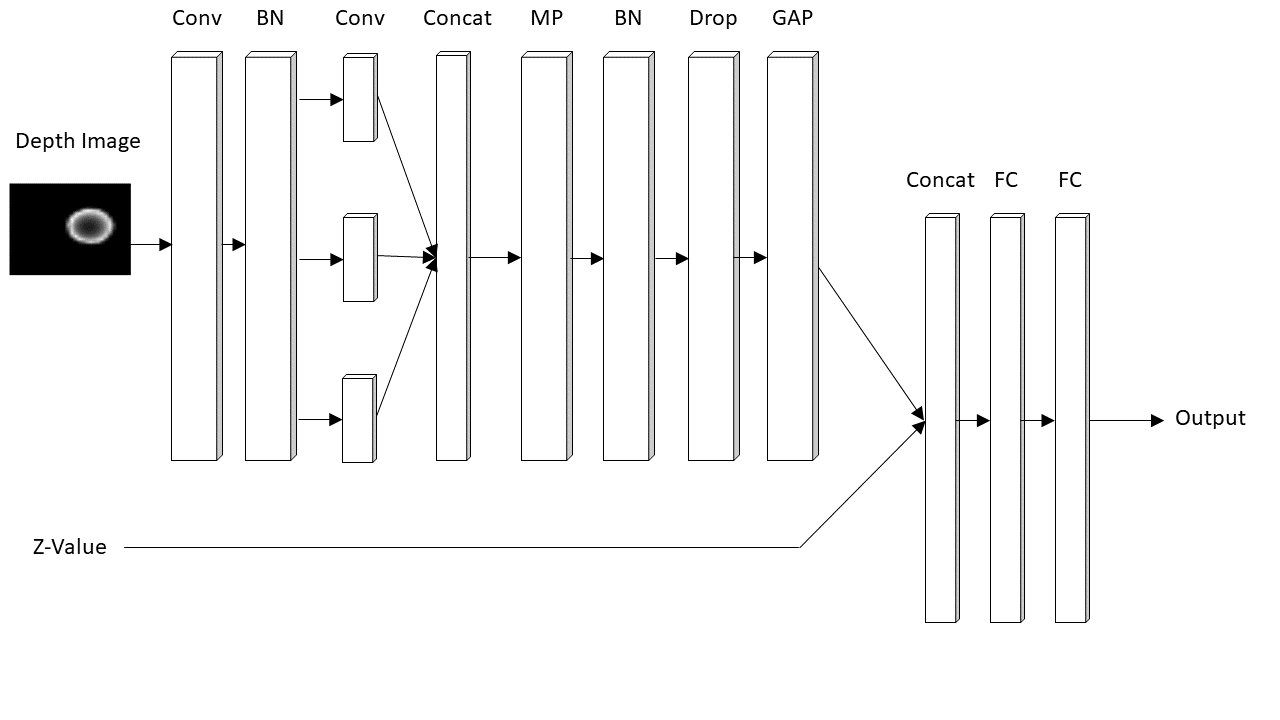 Conv BN Conv Concat MP BN Drop GAP
Depth Image
Concat FC FC
Output
Z-Value